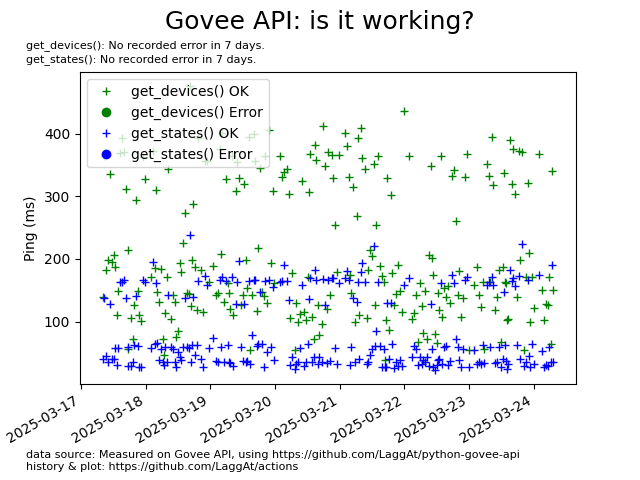 Govee API: is it working?
get_devices(): No recorded error in 7 days.
get_states(): No recorded error in 7 days.
get_devices() OK
get_devices() Error
get_states() OK
get_states() Error
Ping (ms)
400
300
200
100
2025-03-17
2025-03-18
2025-03-19
2025-03-20
2025-03-21
2025-03-22
2025-03-23
2025-03-24
data source: Measured on Govee API, using https://github.com/LaggAt/python-govee-api
history & plot: https://github.com/LaggAt/actions